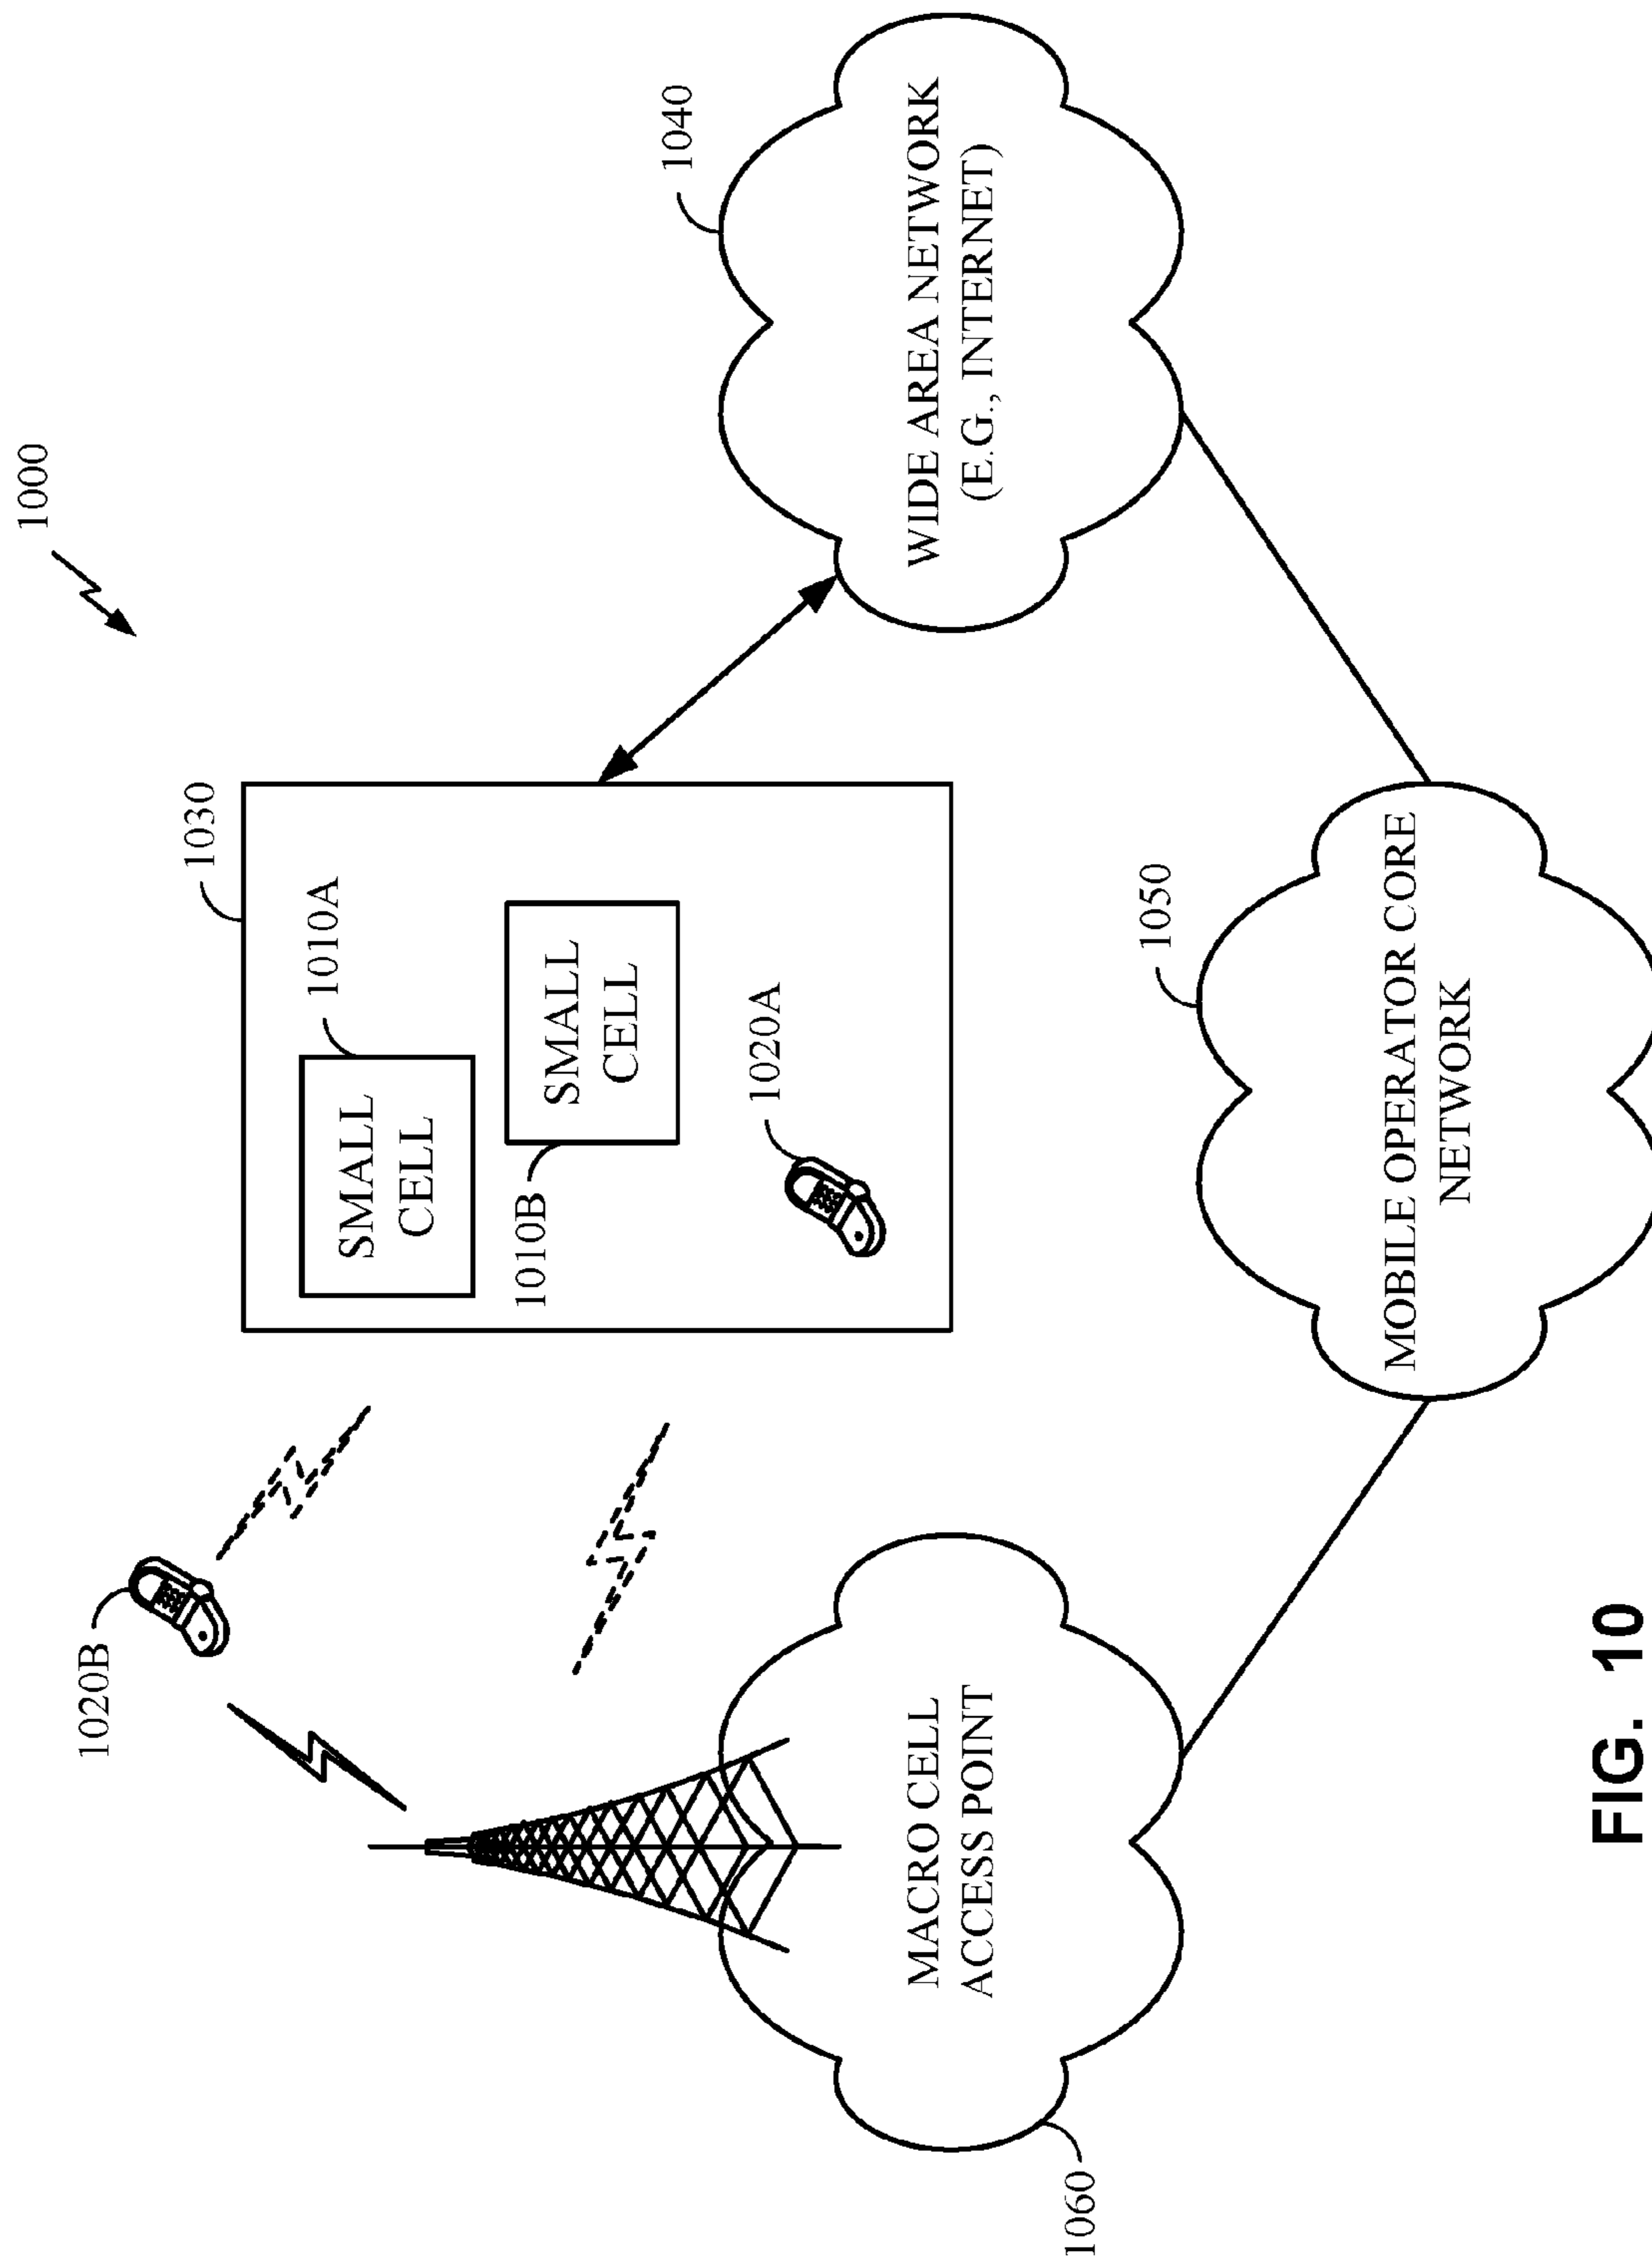 1000
1020B
1030
1010A
SMALL
CELL
1010B
SMALL
CELL
1020A
1040
WIDE AREA NETWORK
(E.G., INTERNET)
MACRO CELL
ACCESS POINT
1060
1050
MOBILE OPERATOR CORE
NETWORK
FIG. 10